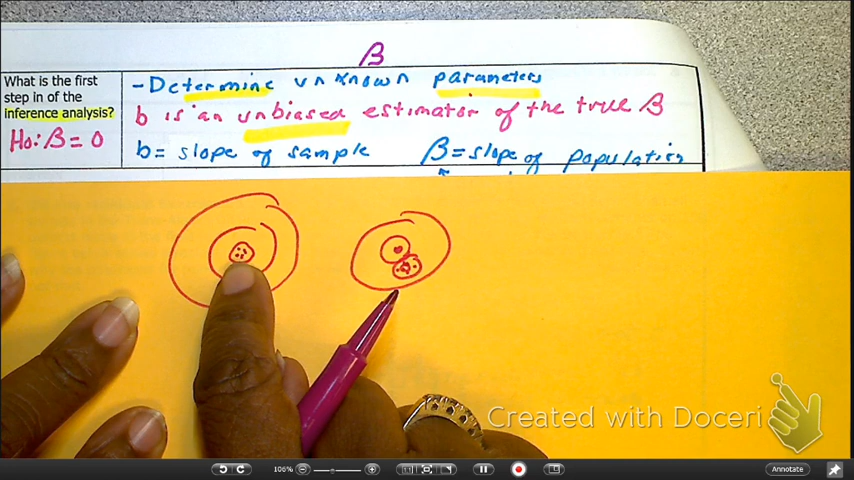 β
What is the first
step in of the
inference analysis?
Ho: β = 0
-Determine unknown parameters
b is an unbiased estimator of the true β
b= slope of sample β=slope of population
Created with Doceri
106%
Annotate